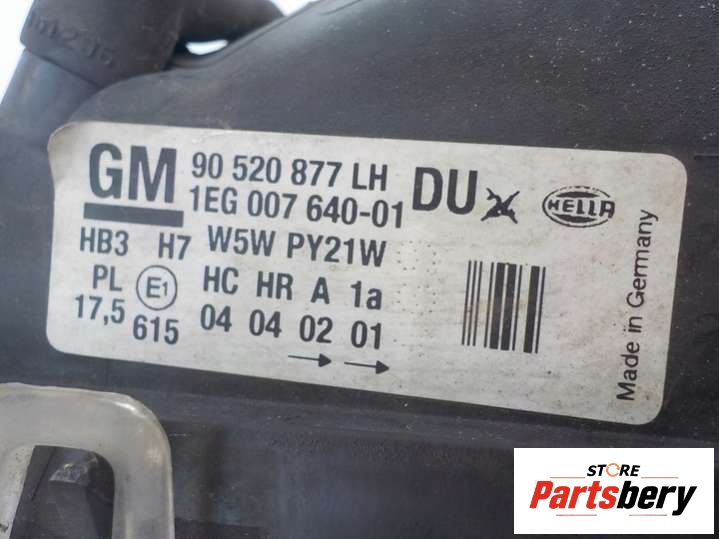 GM 90 520 877 LH DU
1EG 007 640-01
HELLA
HB3 H7 W5W PY21W
PL E1 HC HR A 1a
17,5 615 04 04 02 01
Made in Germany
STORE
Partsbery